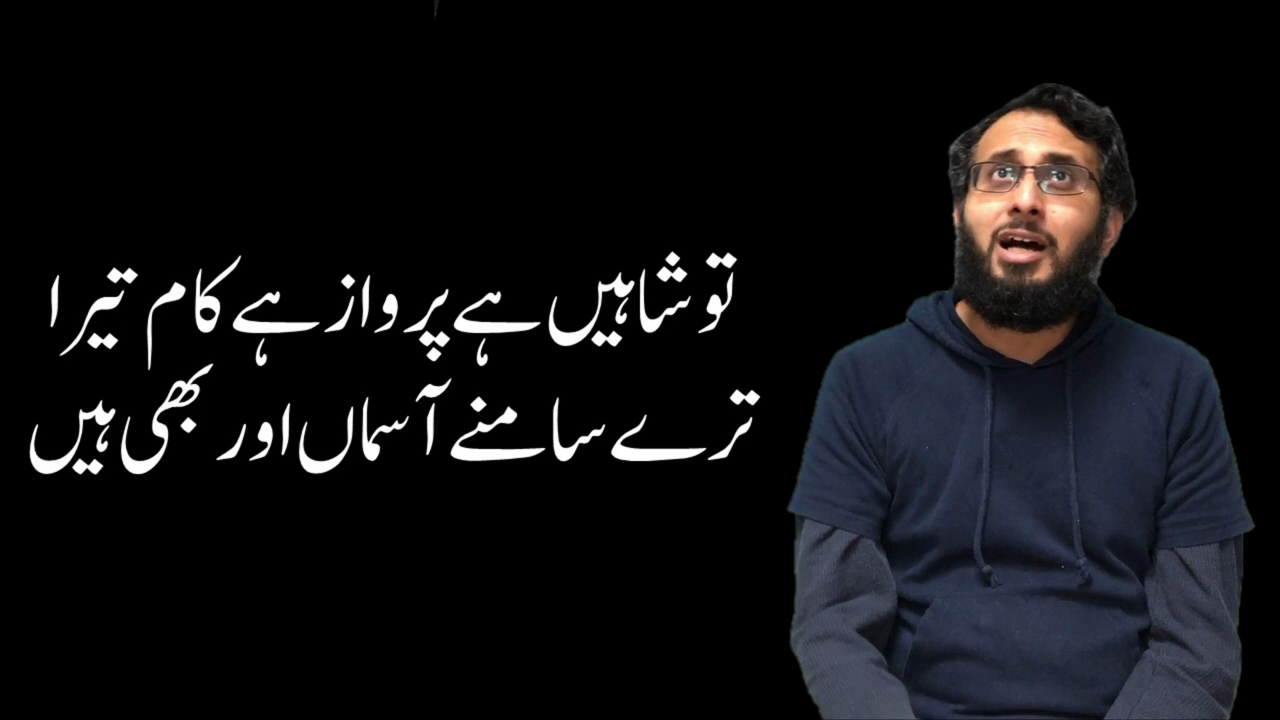 تو شاہیں ہے پرواز ہے کام تیرا
ترے سامنے آسماں اور بھی ہیں